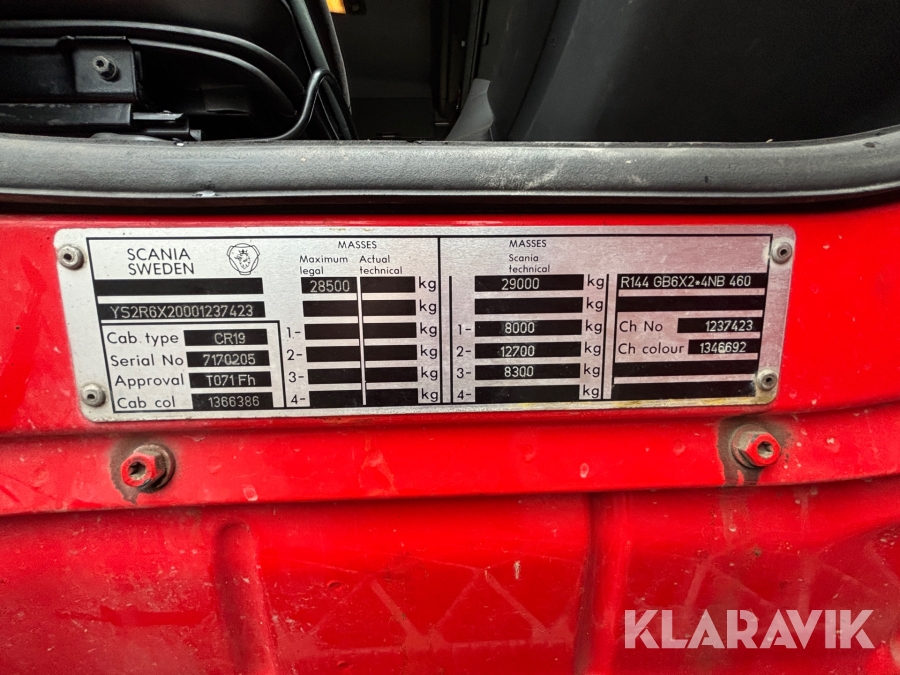 SCANIA
SWEDEN
YS2R6X20001237423
Cab. type CR19
Serial No 7170205
Approval T071 Fh
Cab col 1366386
MASSES
Maximum legal Actual technical
28500 kg
kg
1- kg
2- kg
3- kg
4- kg
MASSES
Scania technical
29000 kg
kg
1- 8000 kg
2- 12700 kg
3- 8300 kg
4- kg
R144 GB6X2*4NB 460
Ch No 1237423
Ch colour 1346692
KLARAVIK